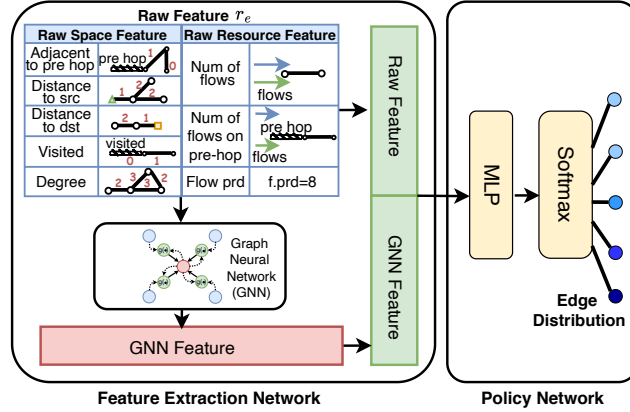 Raw Feature r_e
Raw Space Feature
Raw Resource Feature
Adjacent
to pre hop
pre hop
1
0
Distance
to src
1
2
2
Distance
to dst
2
1
Visited
visited
0
1
Degree
2
3
3
2
Num of
flows
flows
Num of
flows on
pre-hop
pre hop
flows
Flow prd
f.prd=8
Graph
Neural
Network
(GNN)
GNN Feature
Raw Feature
GNN Feature
Feature Extraction Network
MLP
Softmax
Edge
Distribution
Policy Network